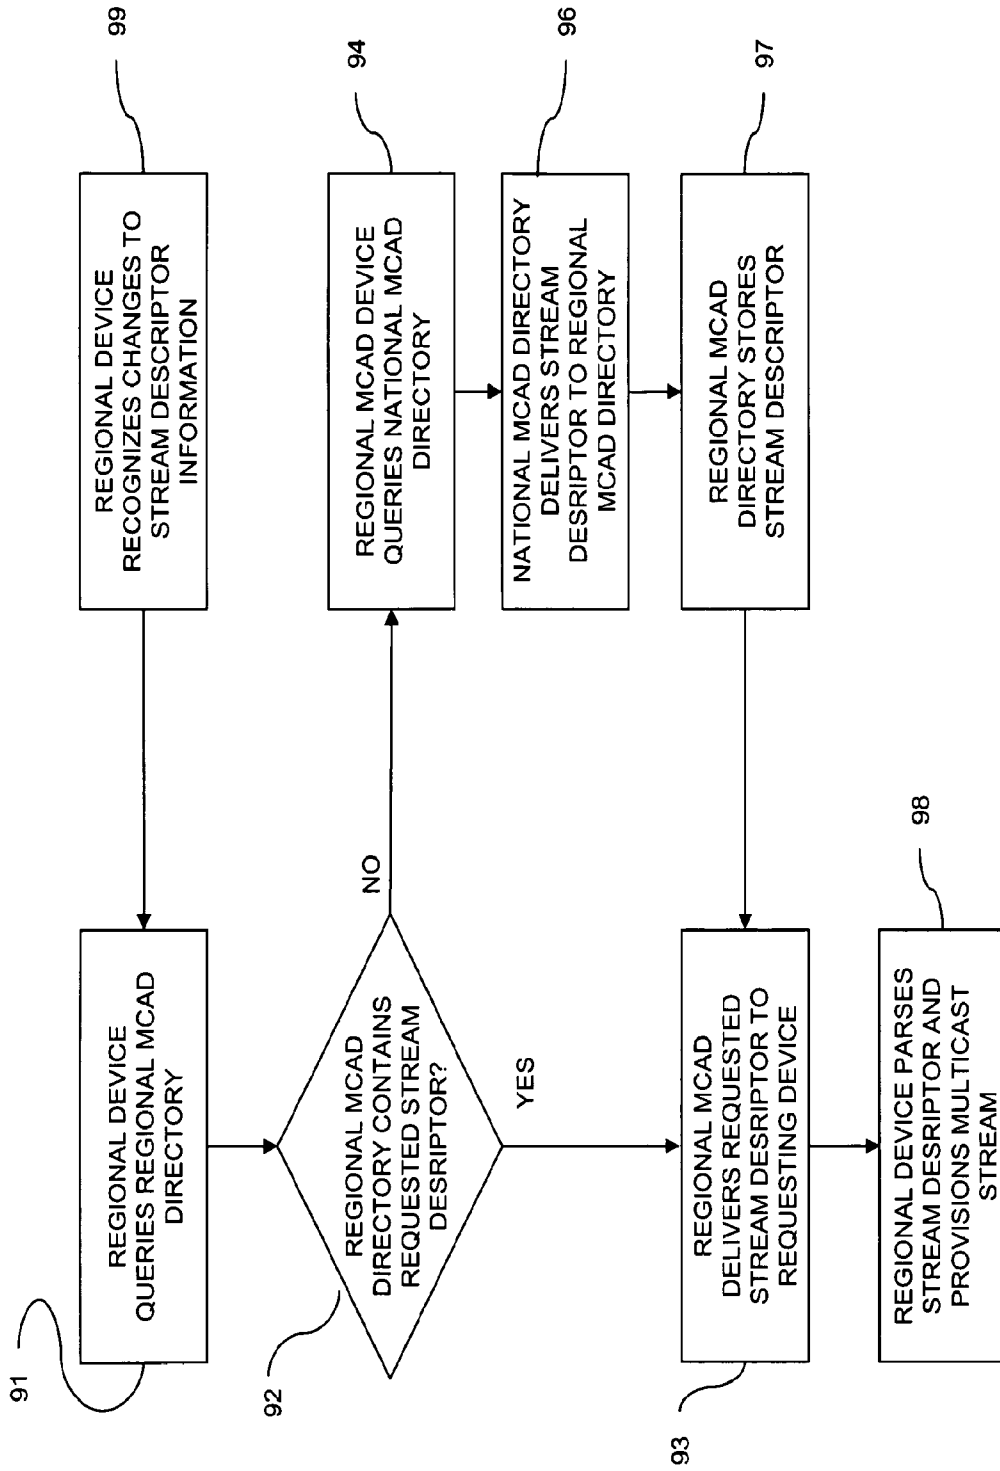 91
REGIONAL DEVICE
QUERIES REGIONAL MCAD
DIRECTORY
99
REGIONAL DEVICE
RECOGNIZES CHANGES TO
STREAM DESCRIPTOR
INFORMATION
92
REGIONAL MCAD
DIRECTORY CONTAINS
REQUESTED STREAM
DESRIPTOR?
NO
YES
94
REGIONAL MCAD DEVICE
QUERIES NATIONAL MCAD
DIRECTORY
96
NATIONAL MCAD DIRECTORY
DELIVERS STREAM
DESRIPTOR TO REGIONAL
MCAD DIRECTORY
97
REGIONAL MCAD
DIRECTORY STORES
STREAM DESCRIPTOR
93
REGIONAL MCAD
DELIVERS REQUESTED
STREAM DESRIPTOR TO
REQUESTING DEVICE
98
REGIONAL DEVICE PARSES
STREAM DESRIPTOR AND
PROVISIONS MULTICAST
STREAM